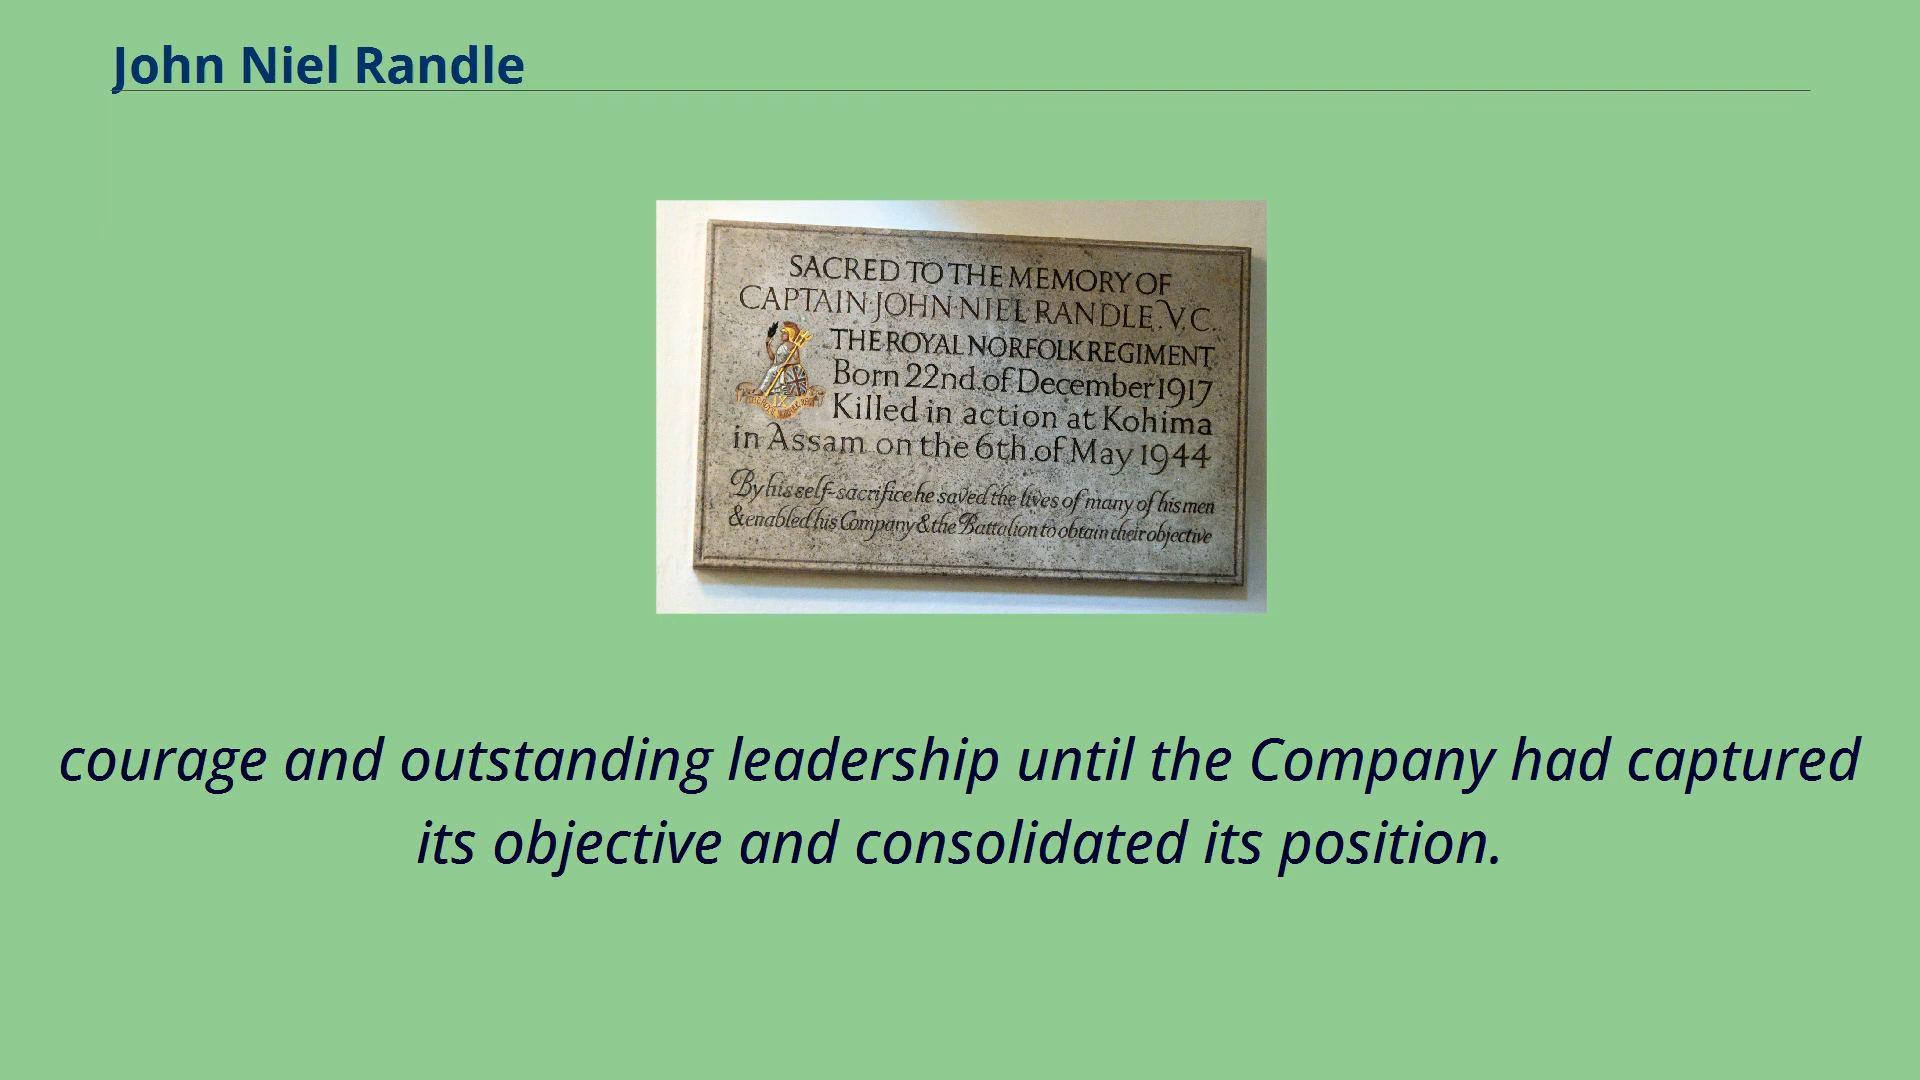 John Niel Randle
SACRED TO THE MEMORY OF
CAPTAIN·JOHN·NIEL RANDLE.V.C.
THE ROYAL NORFOLK REGIMENT
Born 22nd of December 1917
Killed in action at Kohima
in Assam on the 6th of May 1944
IX
By his self-sacrifice he saved the lives of many of his men
& enabled his Company & the Battalion to obtain their objective
courage and outstanding leadership until the Company had captured
its objective and consolidated its position.